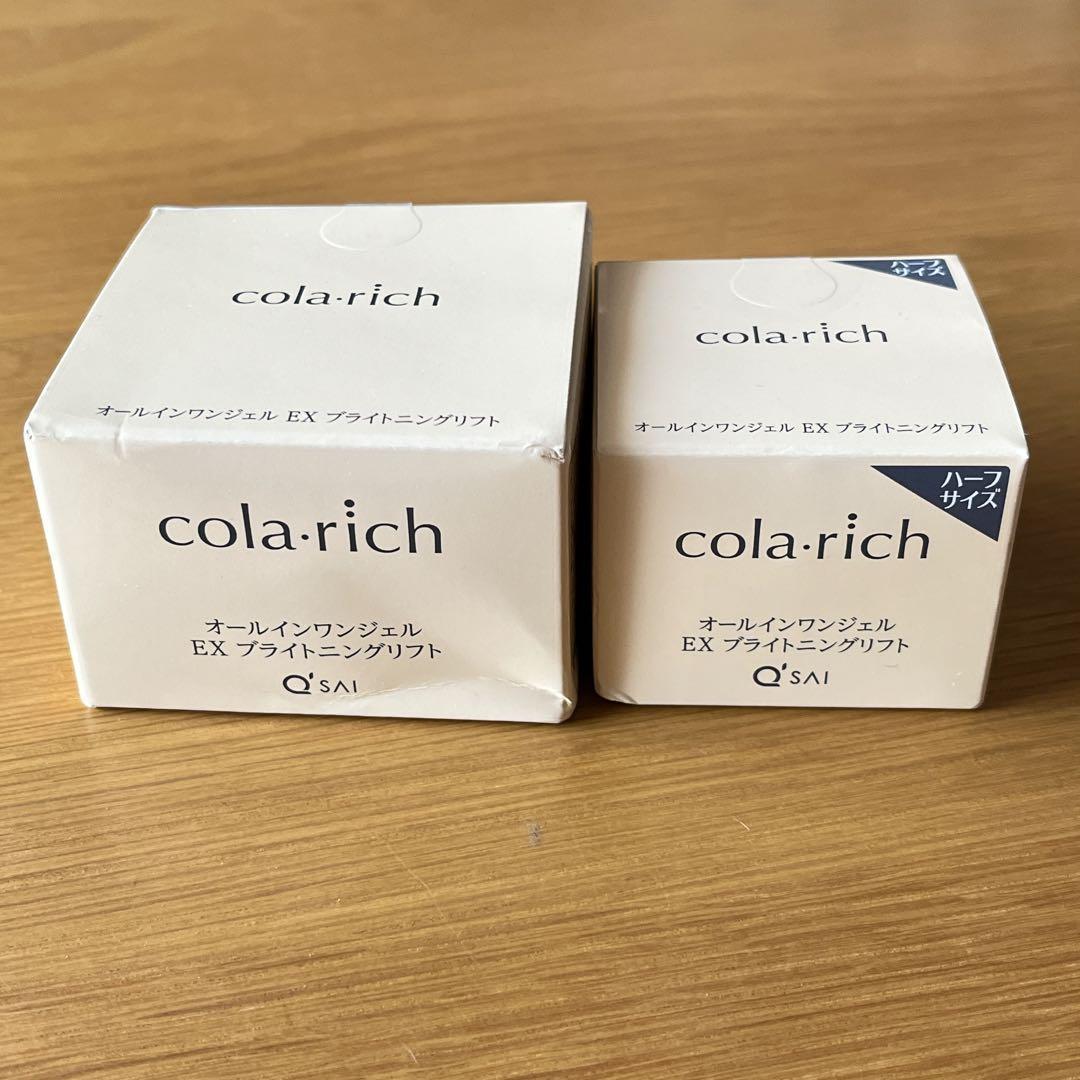 cola·rich
オールインワンジェル EX ブライトニングリフト
cola·rich
オールインワンジェル
EX ブライトニングリフト
Q'SAI
ハーフ
サイズ
cola·rich
オールインワンジェル EX ブライトニングリフト
ハーフ
サイズ
cola·rich
オールインワンジェル
EX ブライトニングリフト
Q'SAI